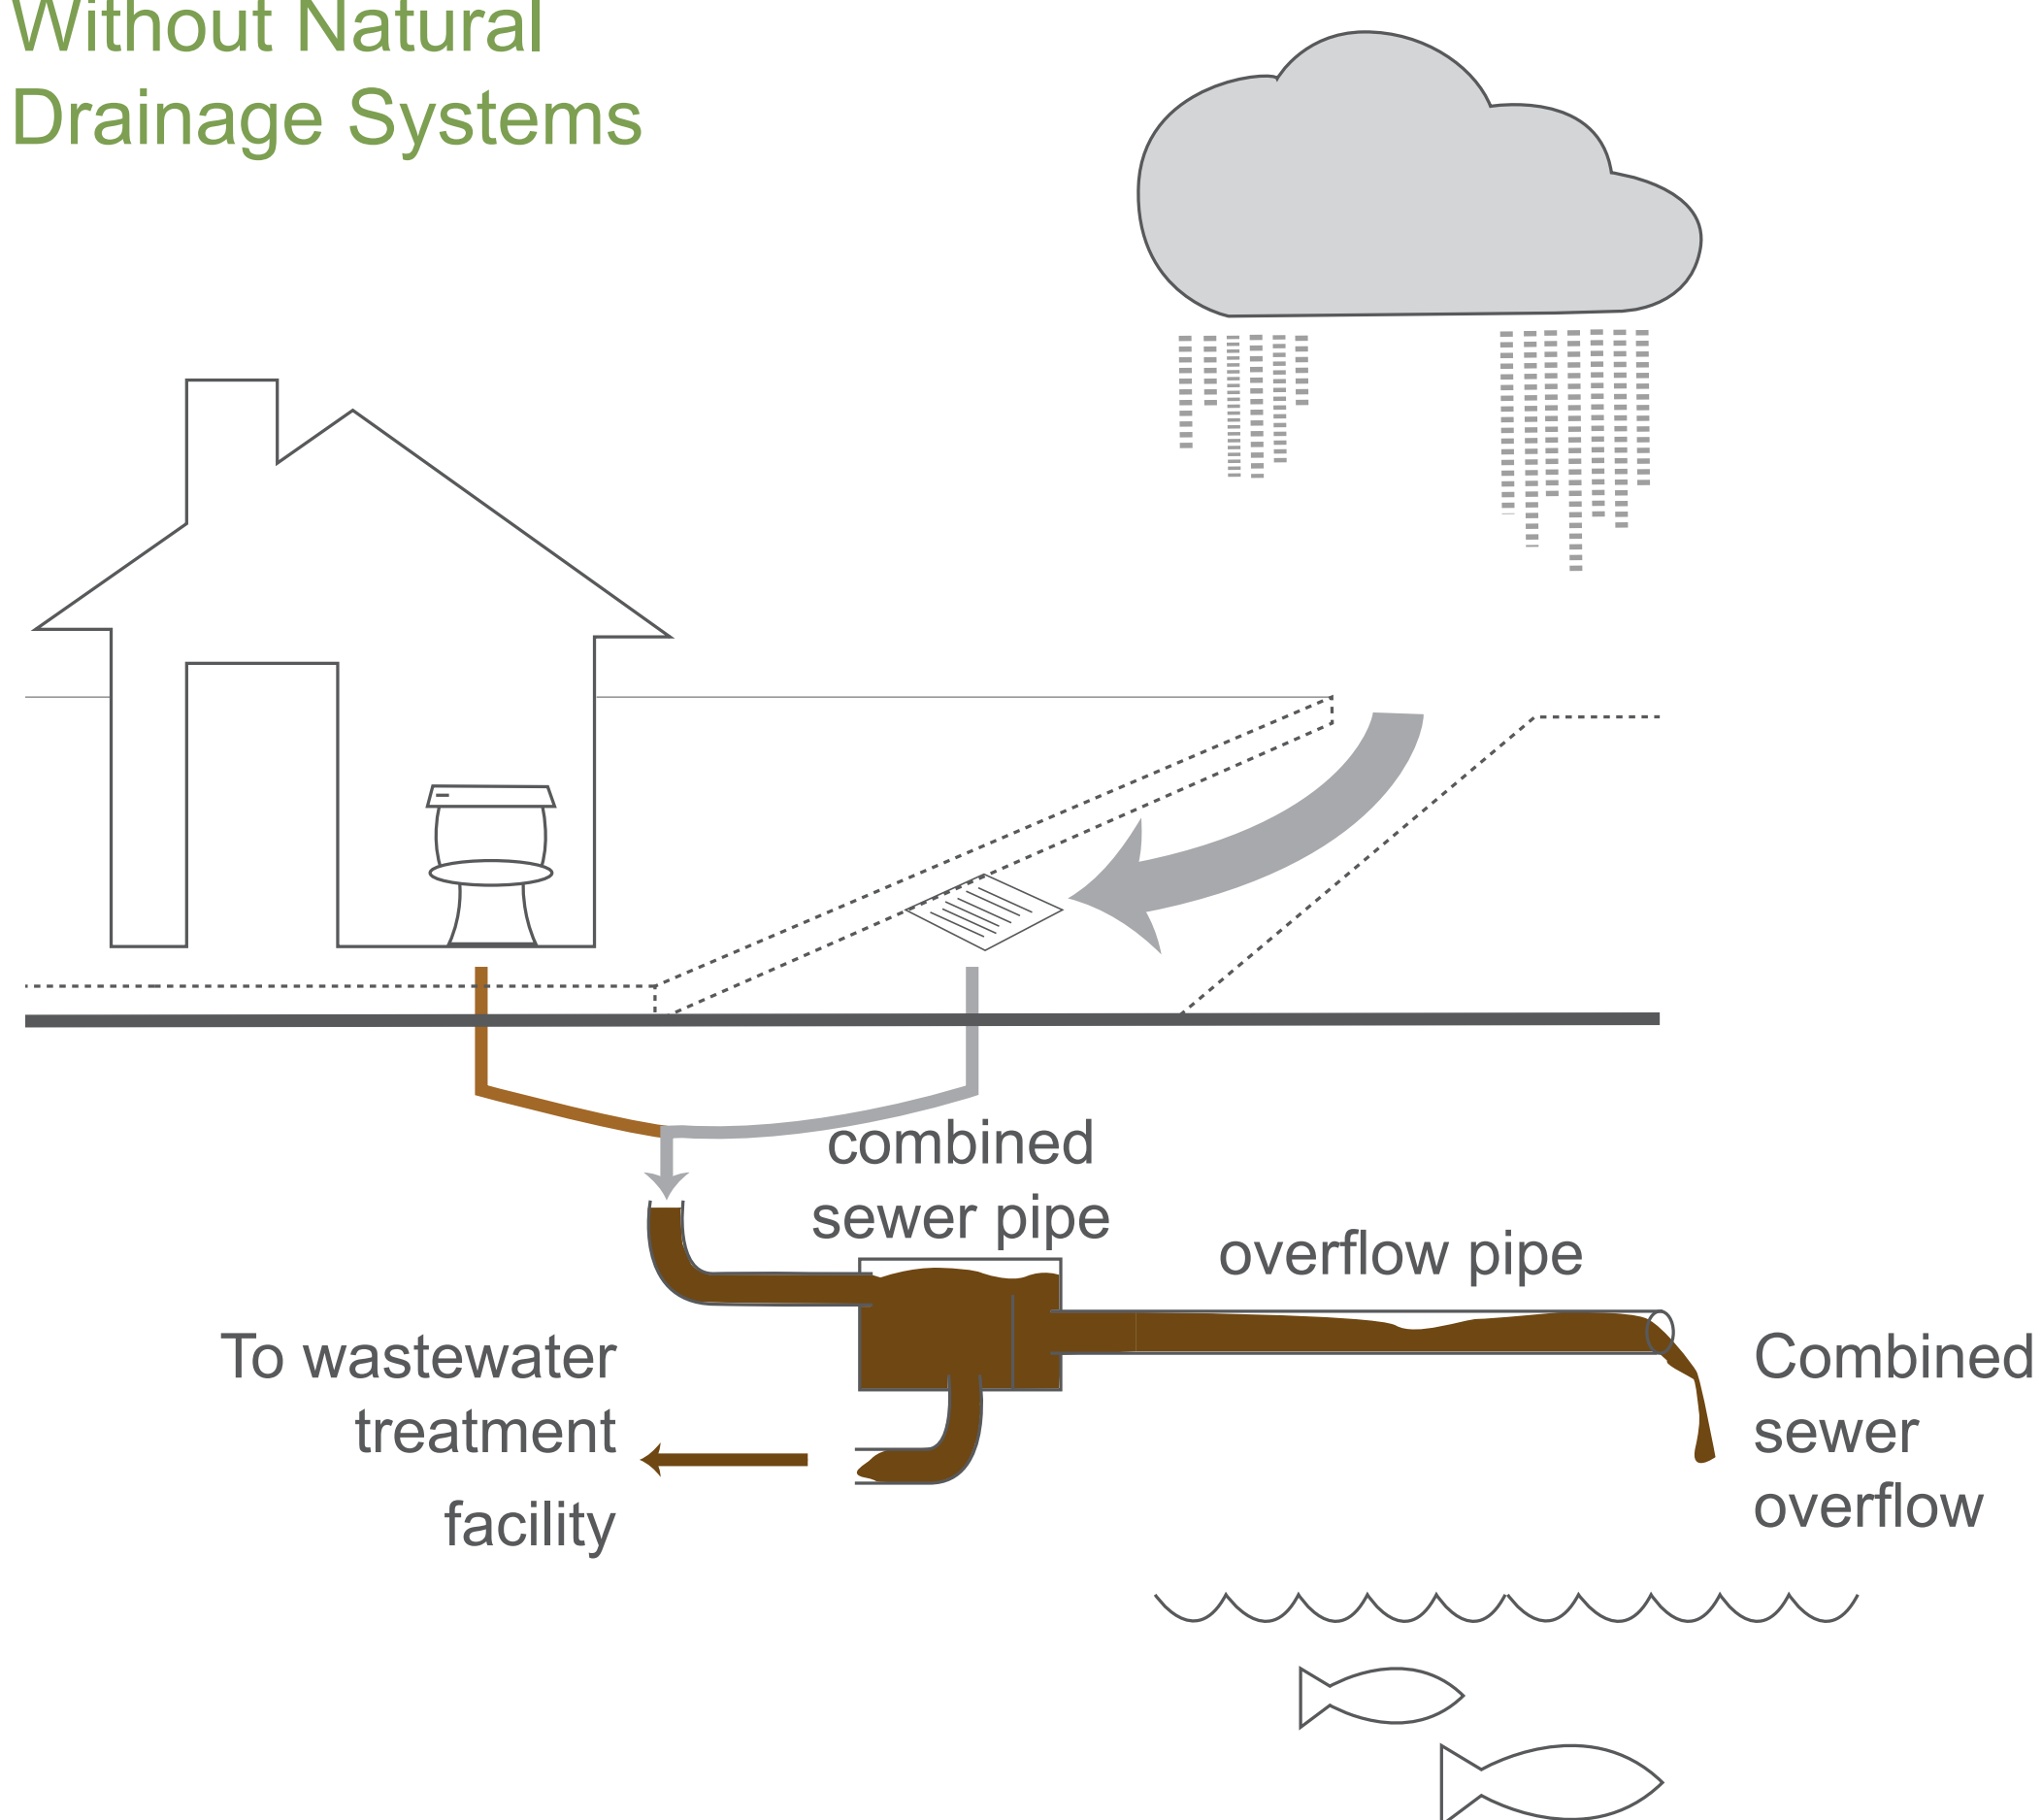 Without Natural
Drainage Systems
combined
sewer pipe
overflow pipe
To wastewater
treatment
facility
Combined
sewer
overflow